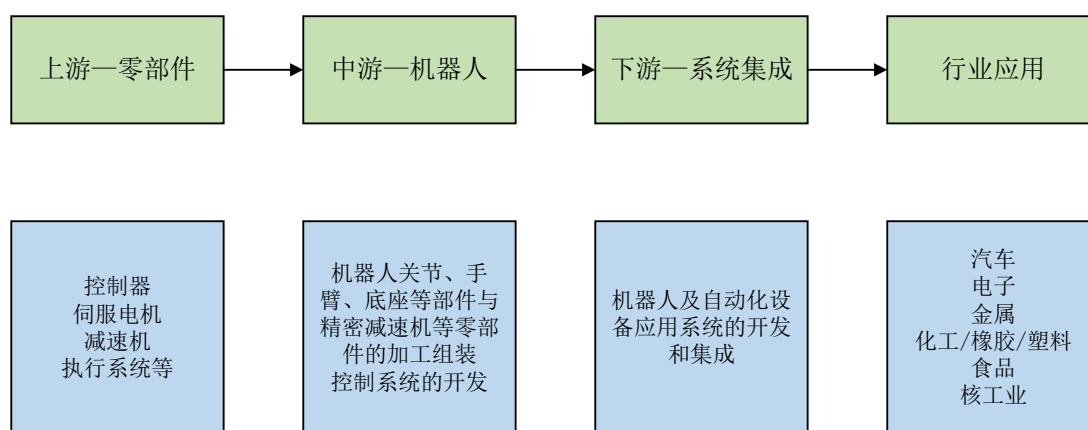 上游—零部件
中游—机器人
下游—系统集成
行业应用
控制器
伺服电机
减速机
执行系统等
机器人关节、手
臂、底座等部件与
精密减速机等零部
件的加工组装
控制系统的开发
机器人及自动化设
备应用系统的开发
和集成
汽车
电子
金属
化工/橡胶/塑料
食品
核工业